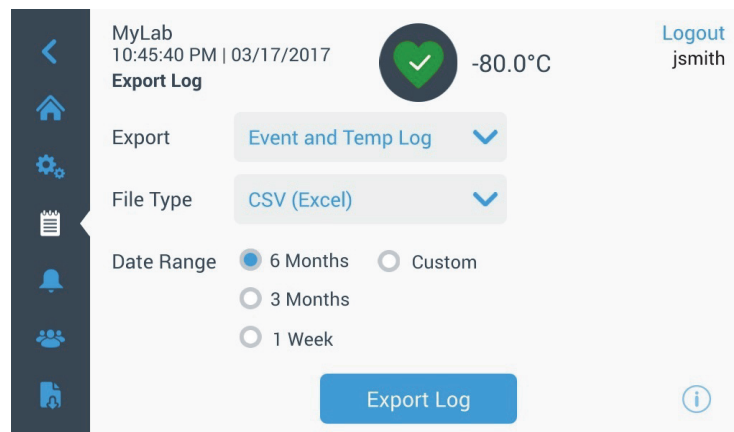 MyLab
10:45:40 PM | 03/17/2017
Export Log
-80.0°C
Logout
jsmith
Export
Event and Temp Log
File Type
CSV (Excel)
Date Range
6 Months
Custom
3 Months
1 Week
Export Log
i